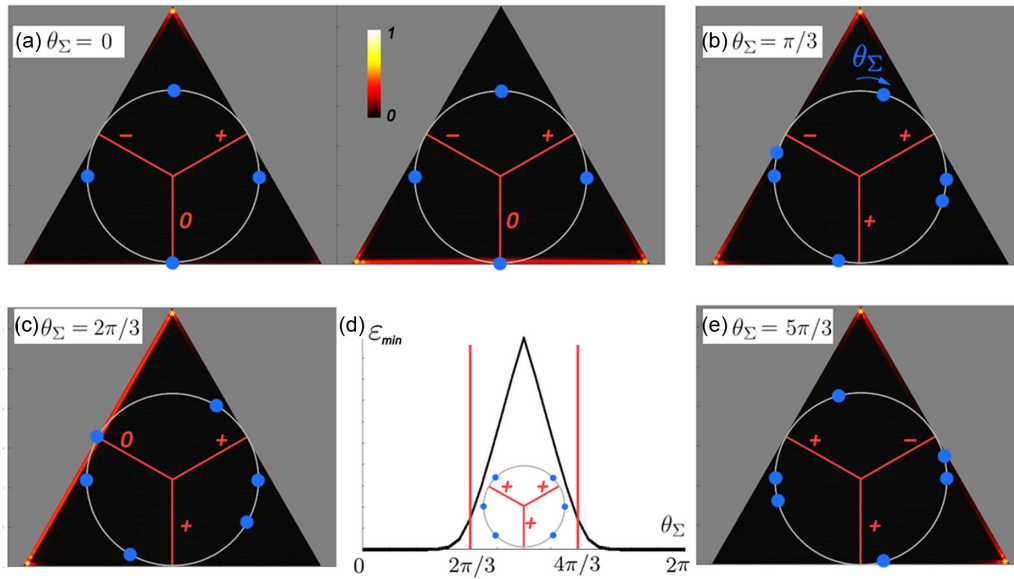 (a) θ_Σ = 0
1
0
− + 0
− + 0
(b) θ_Σ = π/3
θ_Σ
− + +
(c) θ_Σ = 2π/3
0 + +
(d) ε_min
+ + +
θ_Σ
0 2π/3 4π/3 2π
(e) θ_Σ = 5π/3
+ − +